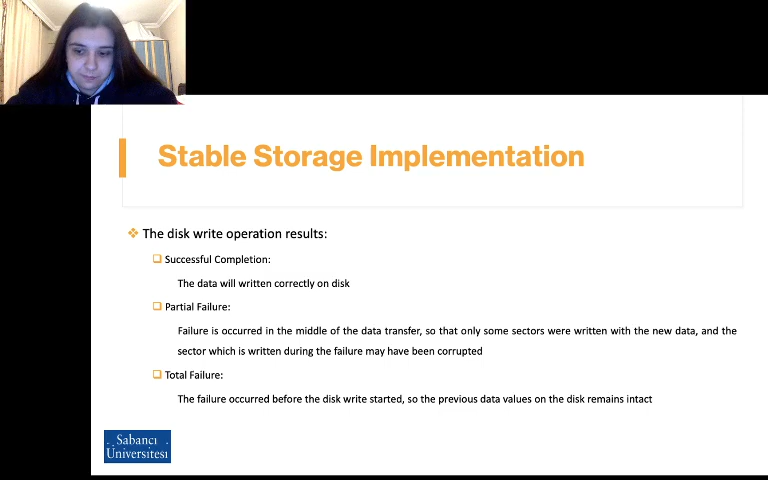 Stable Storage Implementation
The disk write operation results:
Successful Completion:
The data will written correctly on disk
Partial Failure:
Failure is occurred in the middle of the data transfer, so that only some sectors were written with the new data, and the
sector which is written during the failure may have been corrupted
Total Failure:
The failure occurred before the disk write started, so the previous data values on the disk remains intact
Sabancı
Üniversitesi